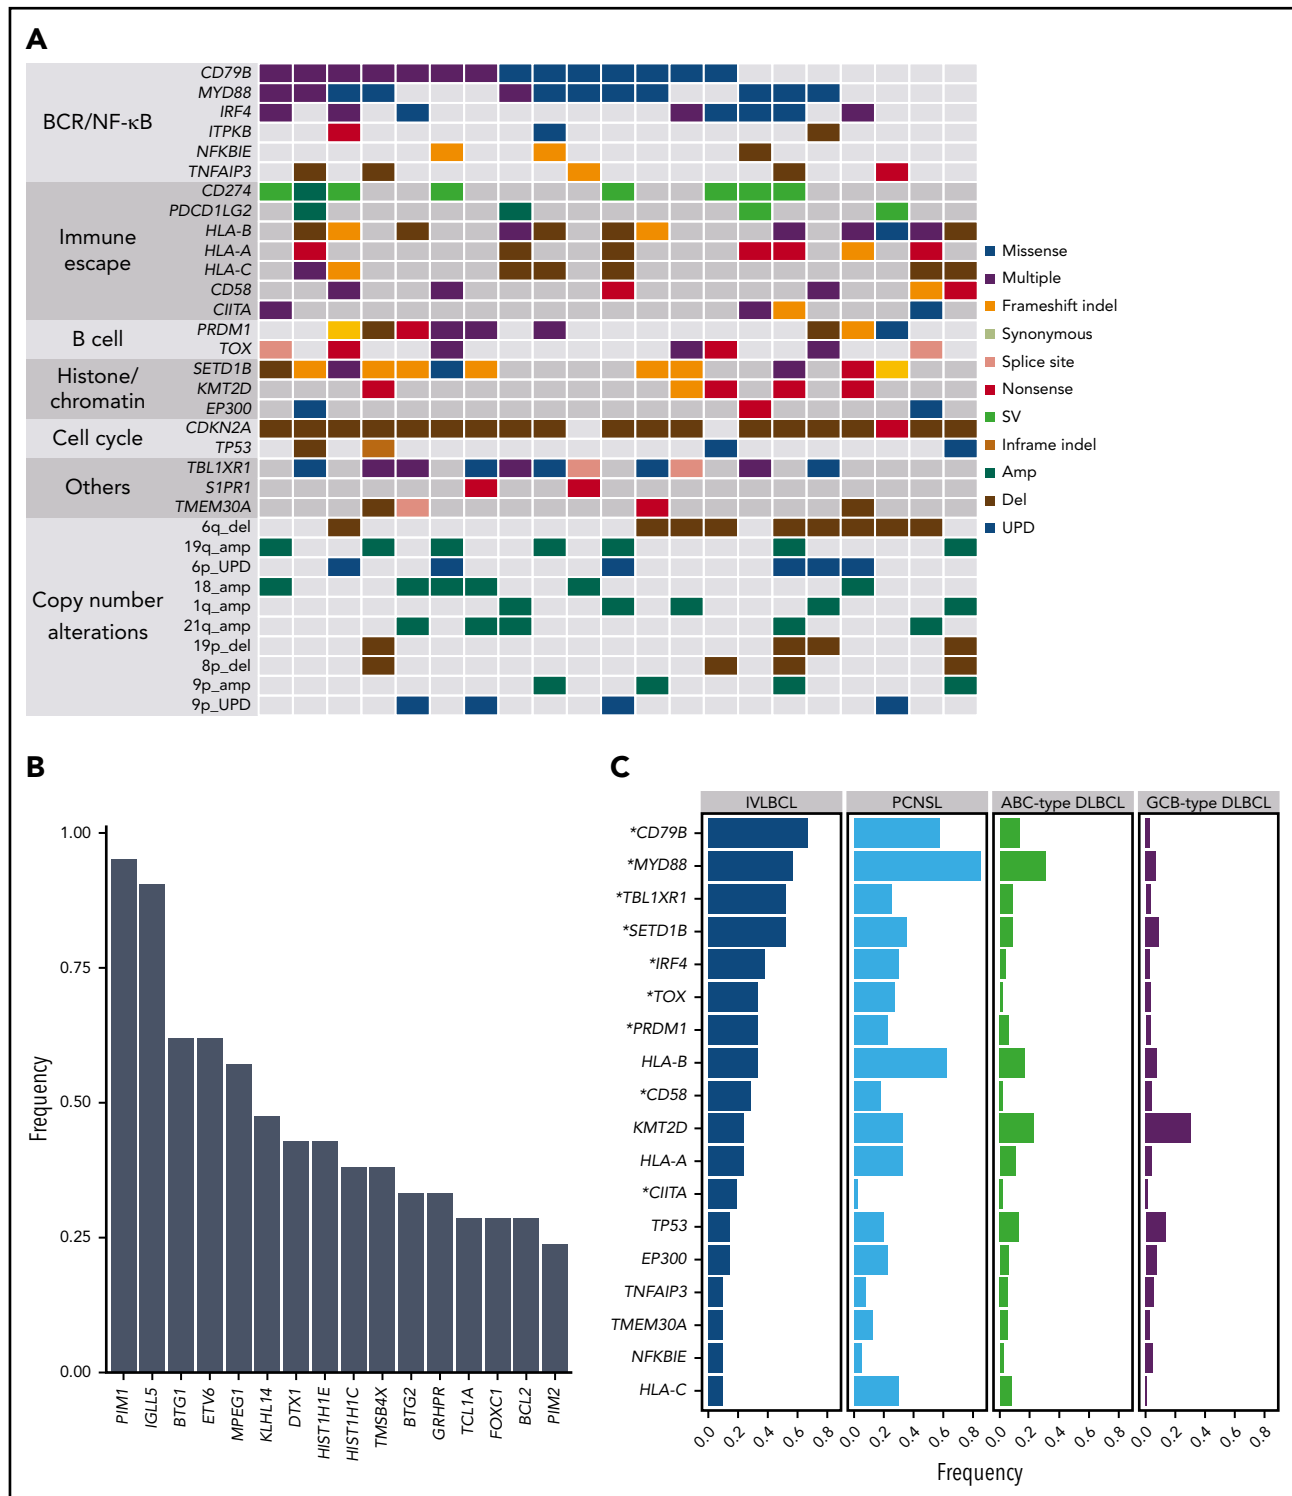 A
BCR/NF-κB
CD79B
MYD88
IRF4
ITPKB
NFKBIE
TNFAIP3
Immune
escape
CD274
PDCD1LG2
HLA-B
HLA-A
HLA-C
CD58
CIITA
B cell
PRDM1
TOX
Histone/
chromatin
SETD1B
KMT2D
EP300
Cell cycle
CDKN2A
TP53
Others
TBL1XR1
S1PR1
TMEM30A
Copy number
alterations
6q_del
19q_amp
6p_UPD
18_amp
1q_amp
21q_amp
19p_del
8p_del
9p_amp
9p_UPD
Missense
Multiple
Frameshift indel
Synonymous
Splice site
Nonsense
SV
Inframe indel
Amp
Del
UPD
B
Frequency
1.00
0.75
0.50
0.25
0.00
PIM1
IGLL5
BTG1
ETV6
MPEG1
KLHL14
DTX1
HIST1H1E
HIST1H1C
TMSB4X
BTG2
GRHPR
TCL1A
FOXC1
BCL2
PIM2
C
IVLBCL
PCNSL
ABC-type DLBCL
GCB-type DLBCL
*CD79B
*MYD88
*TBL1XR1
*SETD1B
*IRF4
*TOX
*PRDM1
HLA-B
*CD58
KMT2D
HLA-A
*CIITA
TP53
EP300
TNFAIP3
TMEM30A
NFKBIE
HLA-C
0.0 0.2 0.4 0.6 0.8
0.0 0.2 0.4 0.6 0.8
0.0 0.2 0.4 0.6 0.8
0.0 0.2 0.4 0.6 0.8
Frequency